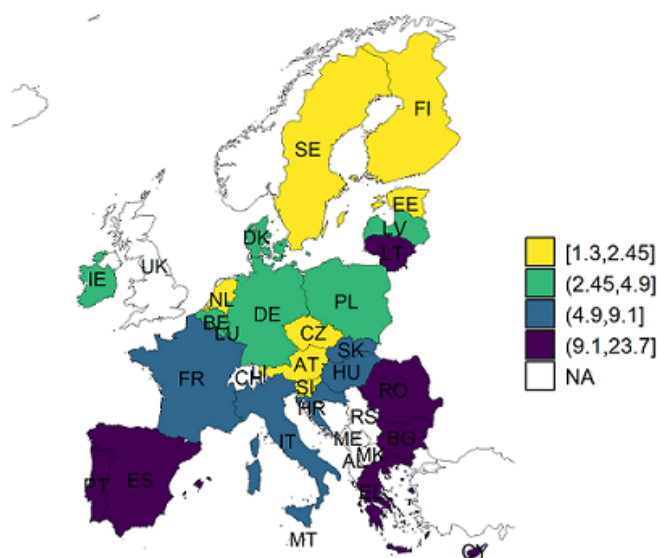 FI
SE
EE
LV
DK
LT
IE
UK
NL
PL
BE
DE
LU
CZ
SK
AT
FR
CH
LI
HU
SI
RO
HR
RS
IT
ME
BG
MK
AL
PT
ES
EL
MT
CY
[1.3,2.45]
(2.45,4.9]
(4.9,9.1]
(9.1,23.7]
NA